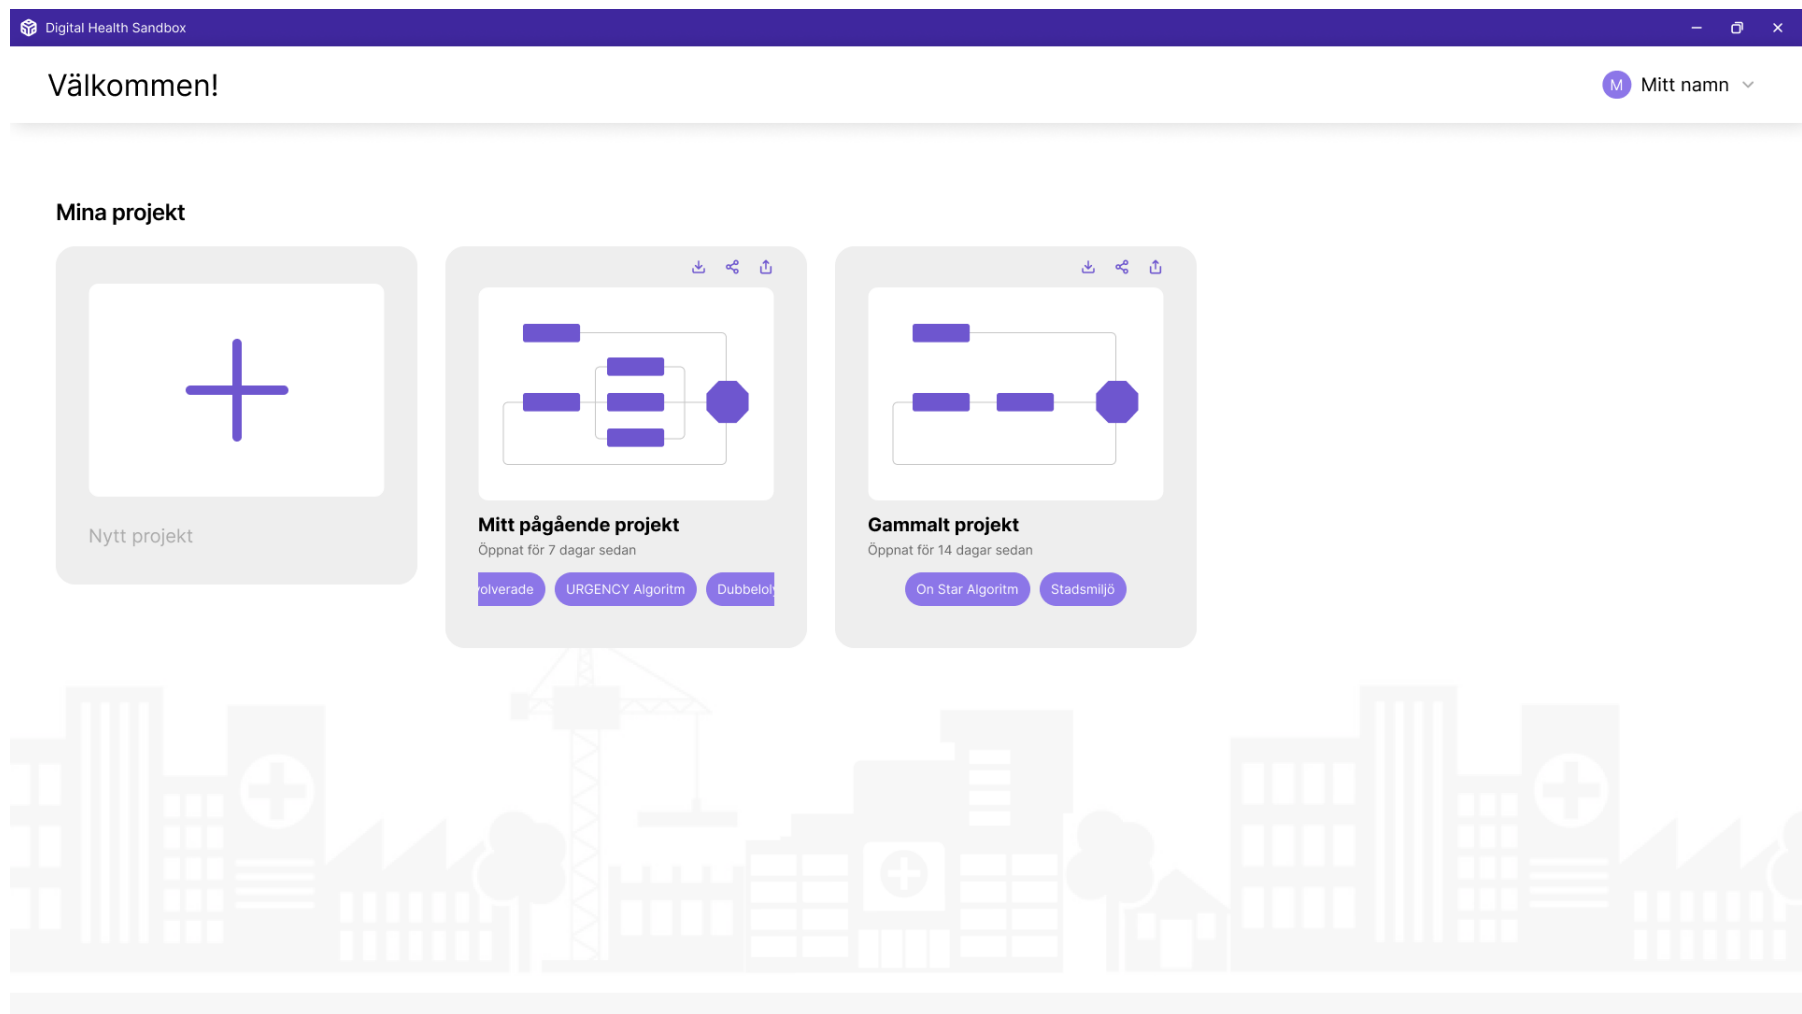 Digital Health Sandbox
Välkommen!
M Mitt namn
Mina projekt
Nytt projekt
Mitt pågående projekt
Öppnat för 7 dagar sedan
URGENCY Algoritm
Gammalt projekt
Öppnat för 14 dagar sedan
On Star Algoritm
Stadsmiljö